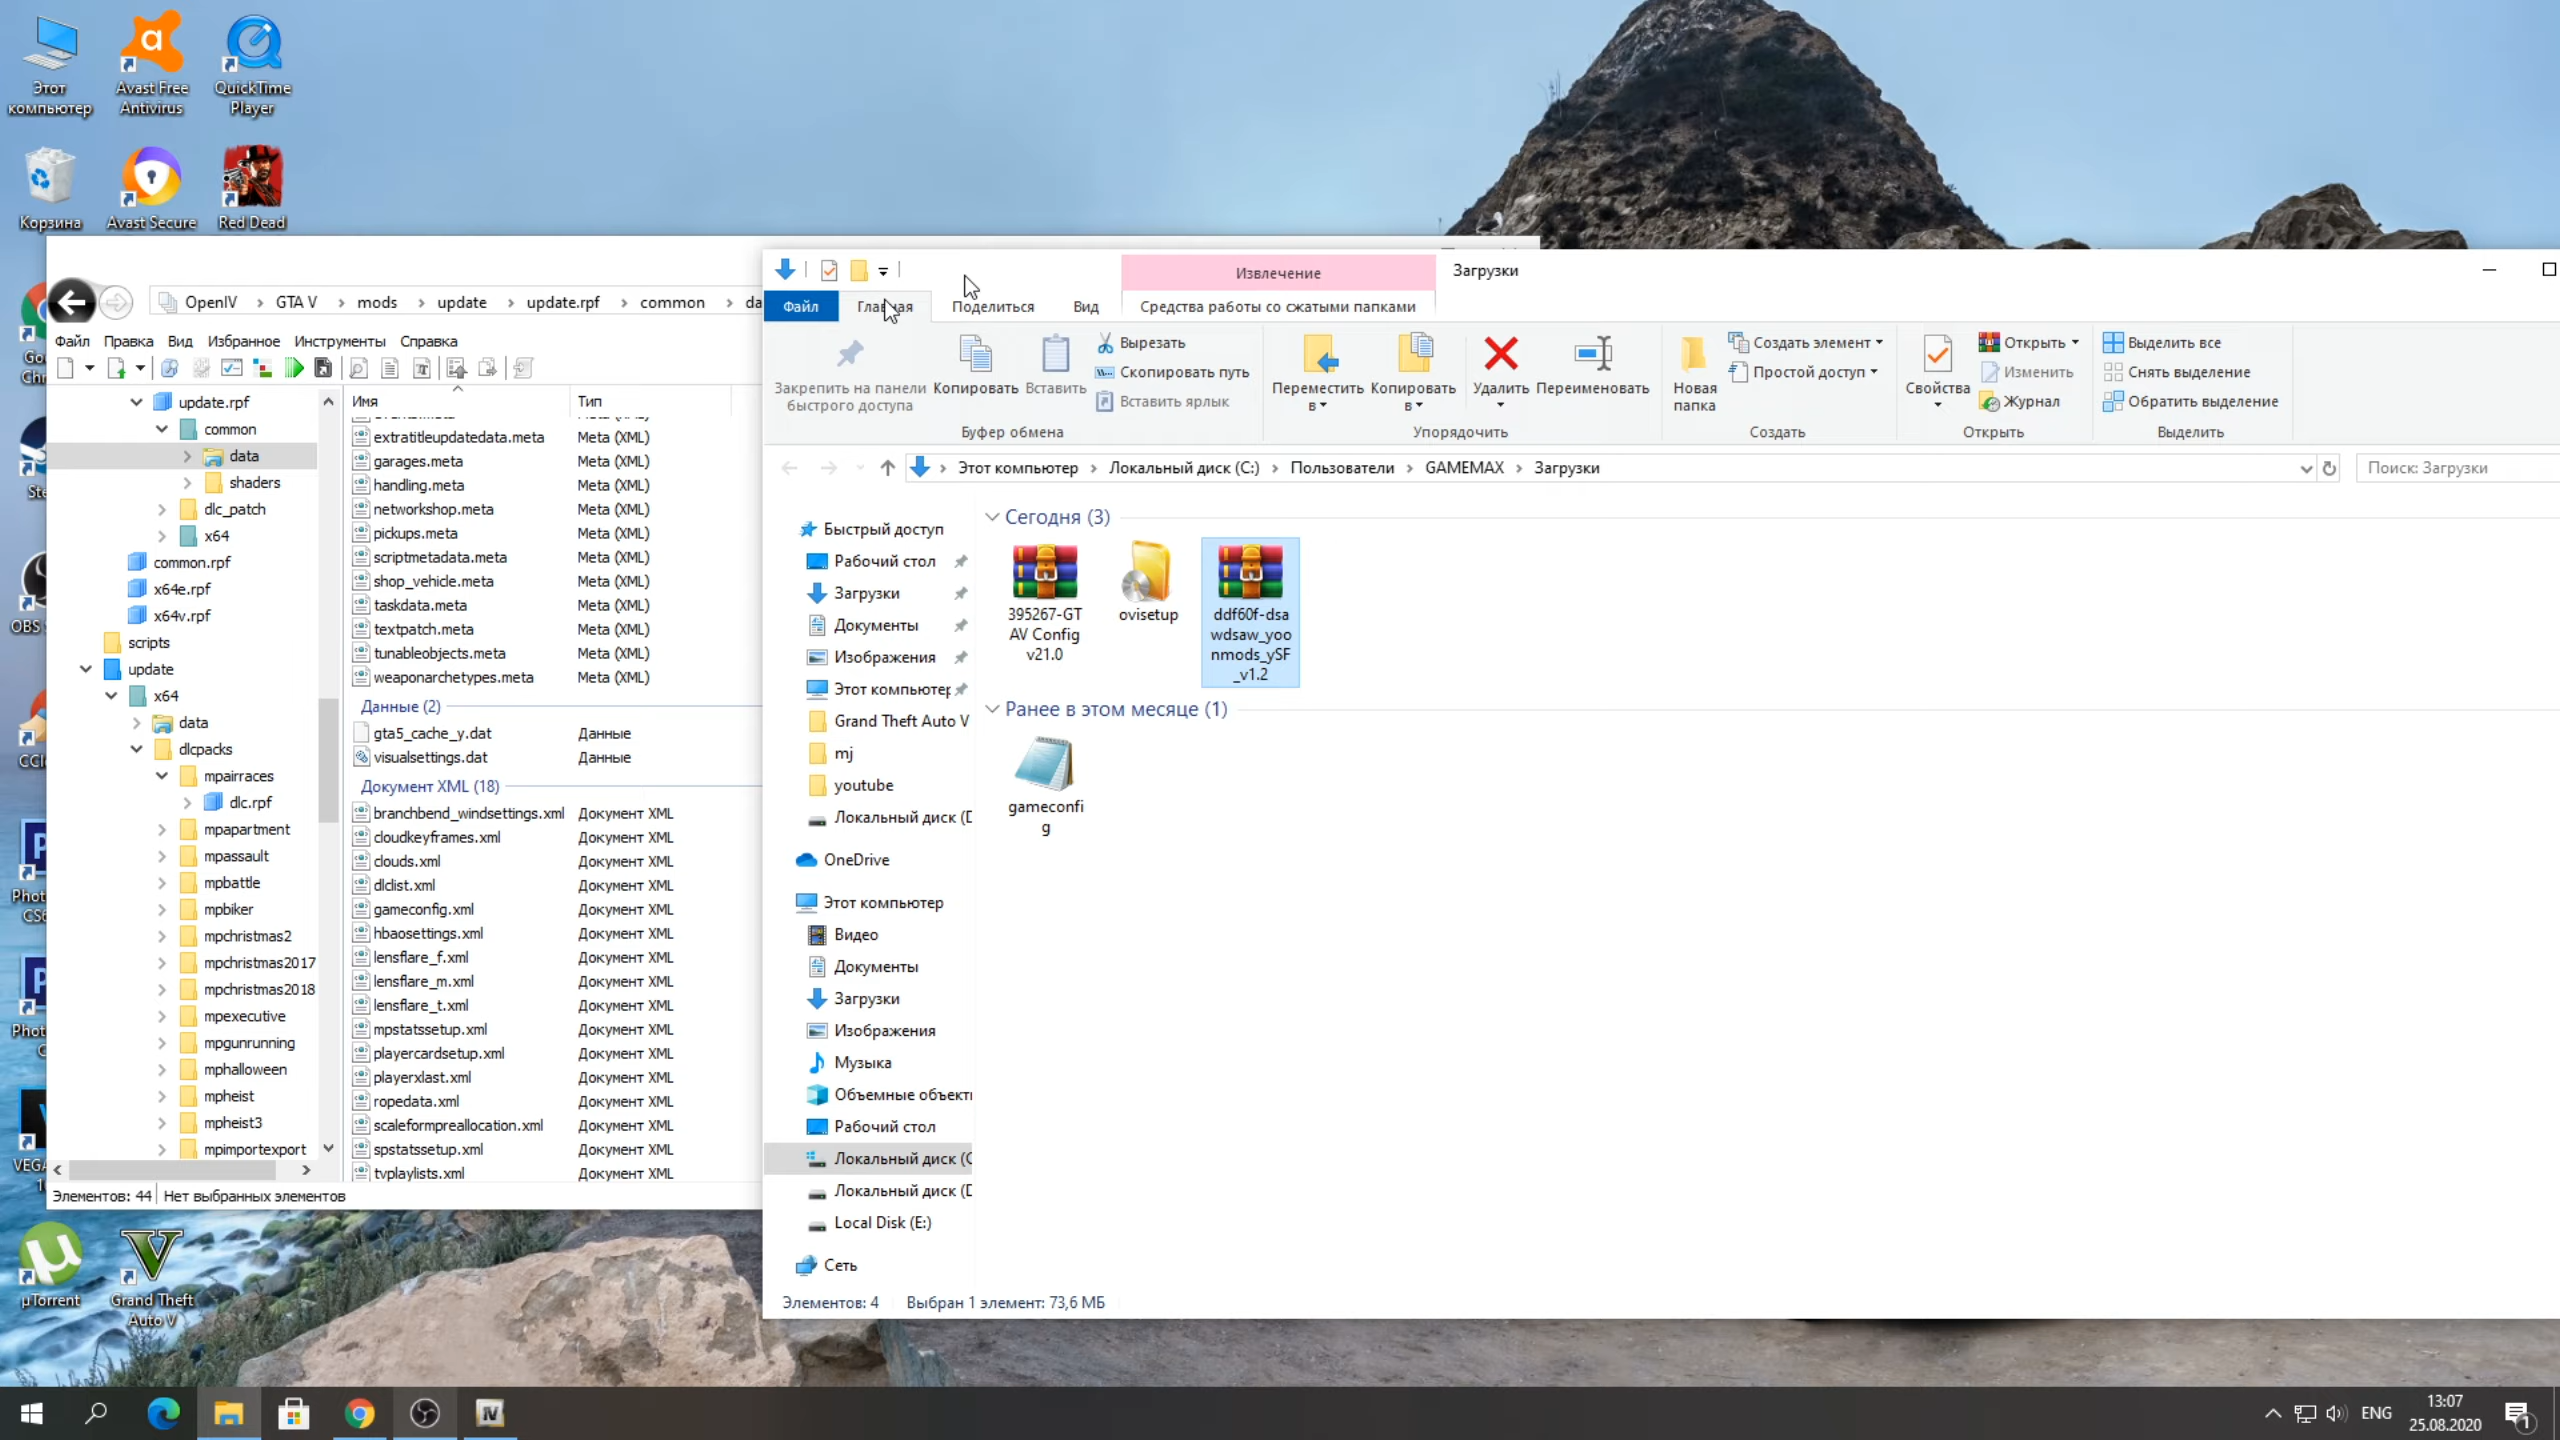 Этот
компьютер
Avast Free
Antivirus
QuickTime
Player
Корзина
Avast Secure
Red Dead
OpenIV > GTA V > mods > update > update.rpf > common > da
Файл Правка Вид Избранное Инструменты Справка
update.rpf
common
data
shaders
dlc_patch
x64
common.rpf
x64e.rpf
x64v.rpf
scripts
update
x64
data
dlcpacks
mpairraces
dlc.rpf
mpapartment
mpassault
mpbattle
mpbiker
mpchristmas2
mpchristmas2017
mpchristmas2018
mpexecutive
mpgunrunning
mphalloween
mpheist
mpheist3
mpimportexport
Имя Тип
extratitleupdatedata.meta Meta (XML)
garages.meta Meta (XML)
handling.meta Meta (XML)
networkshop.meta Meta (XML)
pickups.meta Meta (XML)
scriptmetadata.meta Meta (XML)
shop_vehicle.meta Meta (XML)
taskdata.meta Meta (XML)
textpatch.meta Meta (XML)
tunableobjects.meta Meta (XML)
weaponarchetypes.meta Meta (XML)
Данные (2)
gta5_cache_y.dat Данные
visualsettings.dat Данные
Документ XML (18)
branchbend_windsettings.xml Документ XML
cloudkeyframes.xml Документ XML
clouds.xml Документ XML
dlclist.xml Документ XML
gameconfig.xml Документ XML
hbaosettings.xml Документ XML
lensflare_f.xml Документ XML
lensflare_m.xml Документ XML
lensflare_t.xml Документ XML
mpstatssetup.xml Документ XML
playercardsetup.xml Документ XML
playerxlast.xml Документ XML
ropedata.xml Документ XML
scaleformpreallocation.xml Документ XML
spstatssetup.xml Документ XML
tvplaylists.xml Документ XML
Элементов: 44 Нет выбранных элементов
Извлечение
Загрузки
Файл Главная Поделиться Вид Средства работы со сжатыми папками
Закрепить на панели
быстрого доступа
Копировать
Вставить
Вырезать
Скопировать путь
Вставить ярлык
Буфер обмена
Переместить
в
Копировать
в
Удалить
Переименовать
Упорядочить
Новая
папка
Создать элемент
Простой доступ
Создать
Свойства
Открыть
Изменить
Журнал
Открыть
Выделить все
Снять выделение
Обратить выделение
Выделить
Этот компьютер > Локальный диск (C:) > Пользователи > GAMEMAX > Загрузки
Поиск: Загрузки
Быстрый доступ
Рабочий стол
Загрузки
Документы
Изображения
Этот компьютер
Grand Theft Auto V
mj
youtube
Локальный диск (D
OneDrive
Этот компьютер
Видео
Документы
Загрузки
Изображения
Музыка
Объемные объект
Рабочий стол
Локальный диск (C
Локальный диск (D
Local Disk (E:)
Сеть
Сегодня (3)
395267-GT
AV Config
v21.0
ovisetup
ddf60f-dsa
wdsaw_yoo
nmods_ySF
_v1.2
Ранее в этом месяце (1)
gameconfi
g
Элементов: 4 Выбран 1 элемент: 73,6 МБ
OBS
Phot
CS6
Phot
VEGA
µTorrent
Grand Theft
Auto V
ENG
13:07
25.08.2020
1